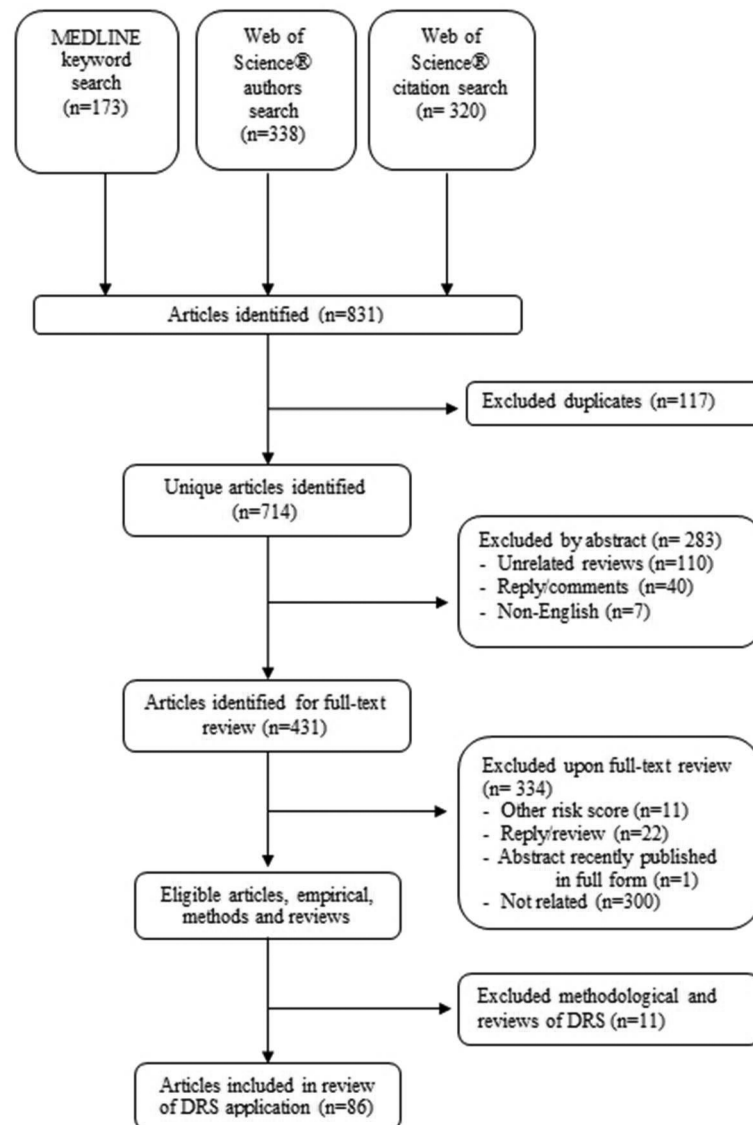 MEDLINE
keyword
search
(n=173)
Web of
Science®
authors
search
(n=338)
Web of
Science®
citation search
(n= 320)
Articles identified (n=831)
Excluded duplicates (n=117)
Unique articles identified
(n=714)
Excluded by abstract (n= 283)
- Unrelated reviews (n=110)
- Reply/comments (n=40)
- Non-English (n=7)
Articles identified for full-text
review (n=431)
Excluded upon full-text review
(n= 334)
- Other risk score (n=11)
- Reply/review (n=22)
- Abstract recently published
in full form (n=1)
- Not related (n=300)
Eligible articles, empirical,
methods and reviews
Excluded methodological and
reviews of DRS (n=11)
Articles included in review
of DRS application (n=86)